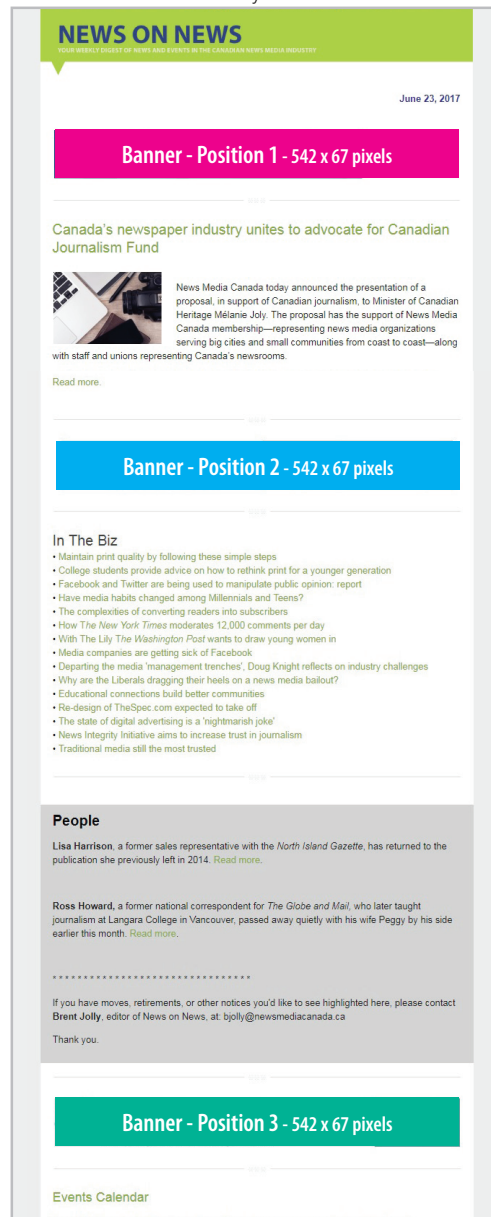 NEWS ON NEWS
YOUR WEEKLY DIGEST OF NEWS AND EVENTS IN THE CANADIAN NEWS MEDIA INDUSTRY
June 23, 2017
Banner - Position 1 - 542 x 67 pixels
Canada's newspaper industry unites to advocate for Canadian
Journalism Fund
News Media Canada today announced the presentation of a
proposal, in support of Canadian journalism, to Minister of Canadian
Heritage Mélanie Joly. The proposal has the support of News Media
Canada membership—representing news media organizations
serving big cities and small communities from coast to coast—along
with staff and unions representing Canada's newsrooms.
Read more.
Banner - Position 2 - 542 x 67 pixels
In The Biz
• Maintain print quality by following these simple steps
• College students provide advice on how to rethink print for a younger generation
• Facebook and Twitter are being used to manipulate public opinion: report
• Have media habits changed among Millennials and Teens?
• The complexities of converting readers into subscribers
• How The New York Times moderates 12,000 comments per day
• With The Lily The Washington Post wants to draw young women in
• Media companies are getting sick of Facebook
• Departing the media 'management trenches', Doug Knight reflects on industry challenges
• Why are the Liberals dragging their heels on a news media bailout?
• Educational connections build better communities
• Re-design of TheSpec.com expected to take off
• The state of digital advertising is a 'nightmarish joke'
• News Integrity Initiative aims to increase trust in journalism
• Traditional media still the most trusted
People
Lisa Harrison, a former sales representative with the North Island Gazette, has returned to the
publication she previously left in 2014. Read more.
Ross Howard, a former national correspondent for The Globe and Mail, who later taught
journalism at Langara College in Vancouver, passed away quietly with his wife Peggy by his side
earlier this month. Read more.
If you have moves, retirements, or other notices you'd like to see highlighted here, please contact
Brent Jolly, editor of News on News, at: bjolly@newsmediacanada.ca
Thank you.
Banner - Position 3 - 542 x 67 pixels
Events Calendar